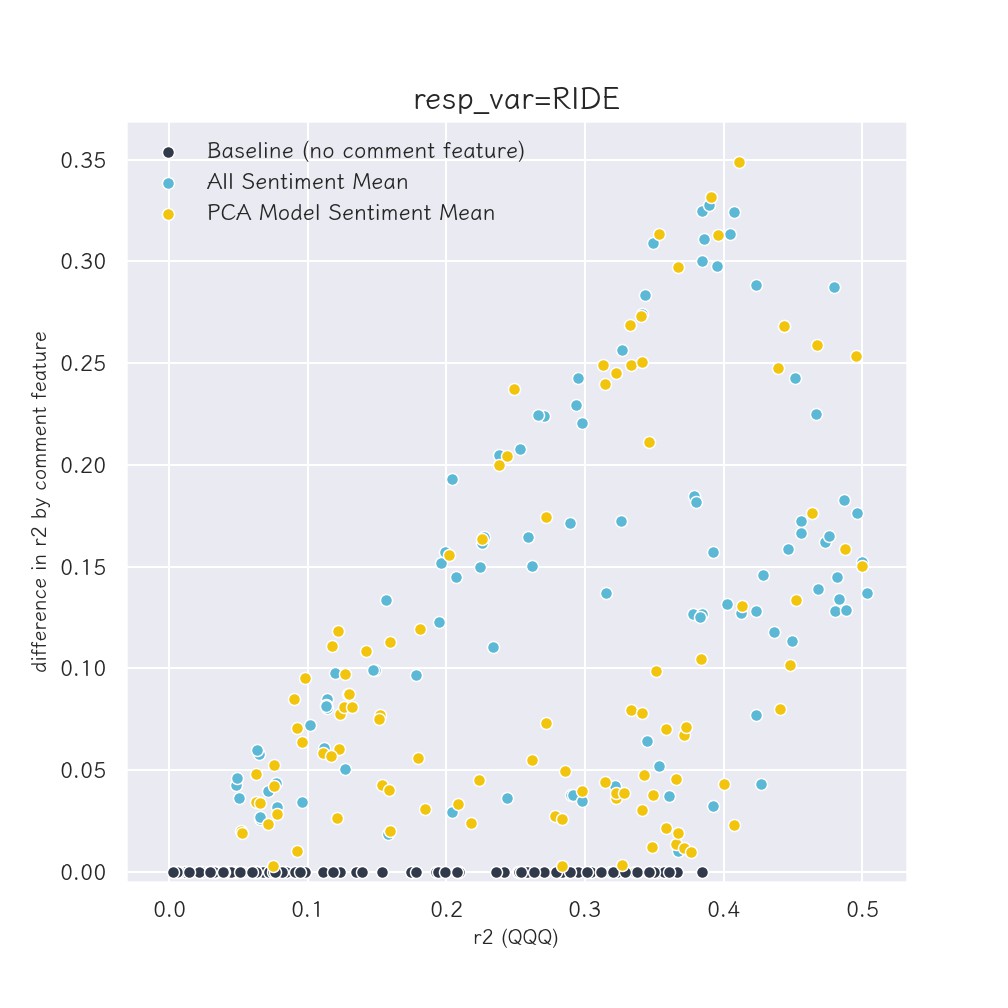 resp_var=RIDE
Baseline (no comment feature)
All Sentiment Mean
PCA Model Sentiment Mean
0.35
0.30
0.25
0.20
0.15
0.10
0.05
0.00
difference in r2 by comment feature
0.0 0.1 0.2 0.3 0.4 0.5
r2 (QQQ)